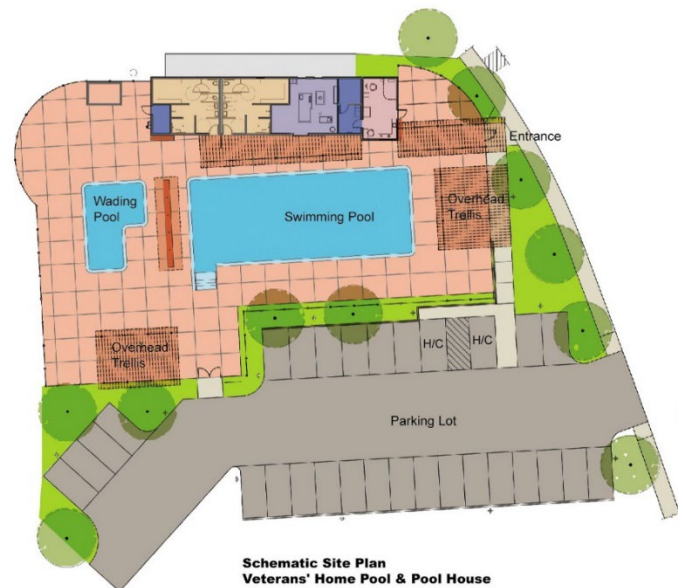 Entrance
Wading
Pool
Swimming Pool
Overhead
Trellis
Overhead
Trellis
H/C
H/C
Parking Lot
Schematic Site Plan
Veterans' Home Pool & Pool House